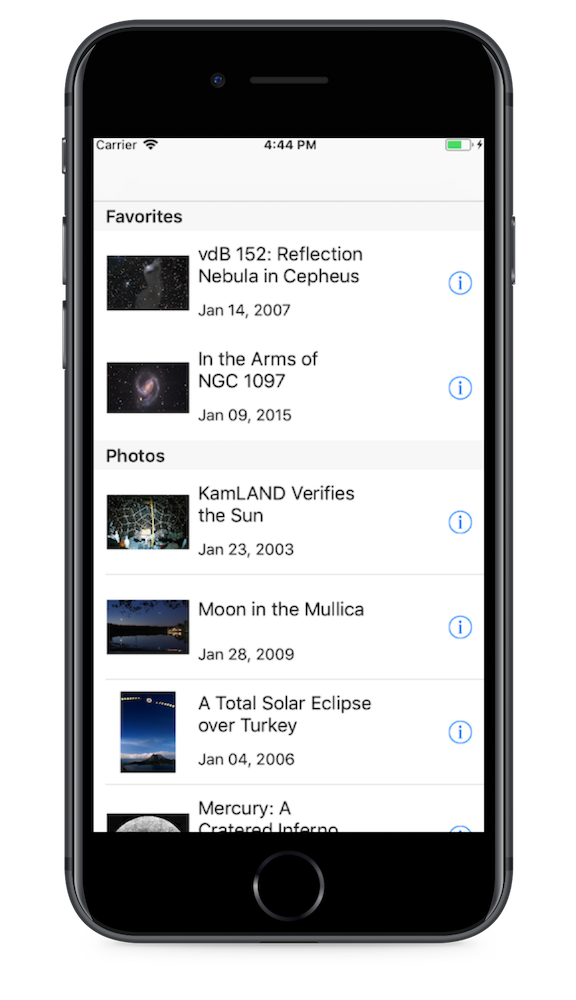 Carrier 4:44 PM
Favorites
vdB 152: Reflection
Nebula in Cepheus
Jan 14, 2007
In the Arms of
NGC 1097
Jan 09, 2015
Photos
KamLAND Verifies
the Sun
Jan 23, 2003
Moon in the Mullica
Jan 28, 2009
A Total Solar Eclipse
over Turkey
Jan 04, 2006
Mercury: A
Cratered Inferno